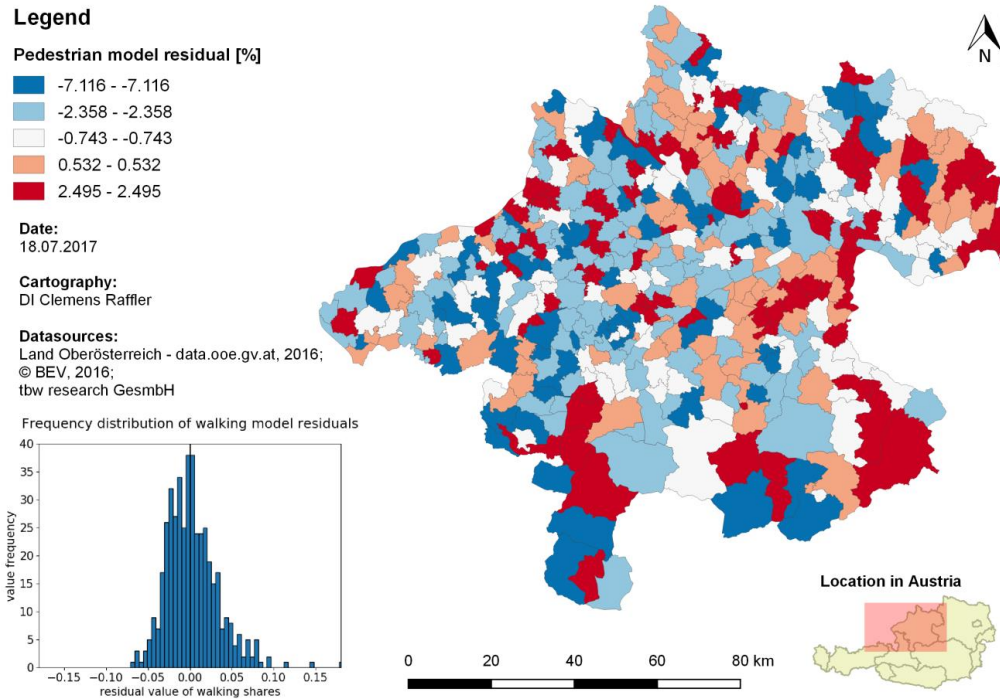 Legend
Pedestrian model residual [%]
-7.116 - -7.116
-2.358 - -2.358
-0.743 - -0.743
0.532 - 0.532
2.495 - 2.495
Date:
18.07.2017
Cartography:
DI Clemens Raffler
Datasources:
Land Oberösterreich - data.ooe.gv.at, 2016;
© BEV, 2016;
tbw research GesmbH
Frequency distribution of walking model residuals
value frequency
40
35
30
25
20
15
10
5
0
-0.15 -0.10 -0.05 0.00 0.05 0.10 0.15
residual value of walking shares
N
0 20 40 60 80 km
Location in Austria